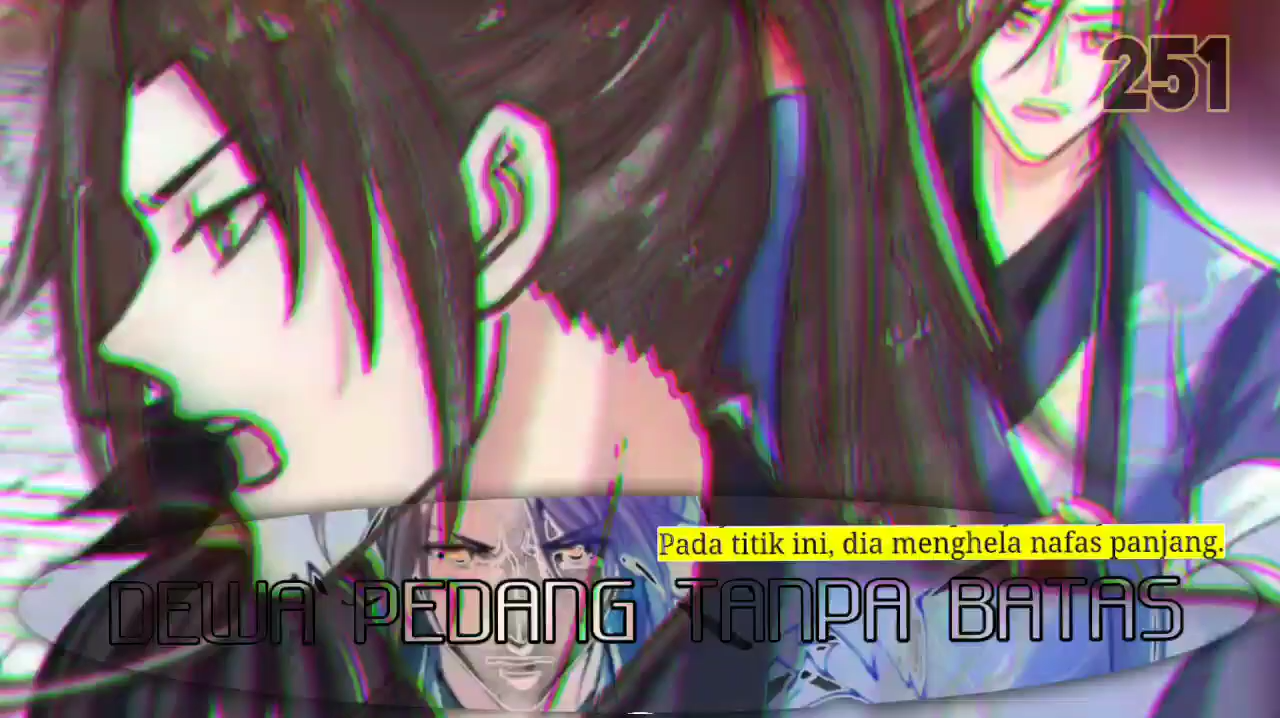 251
Pada titik ini, dia menghela nafas panjang.
DEWA PEDANG TANPA BATAS